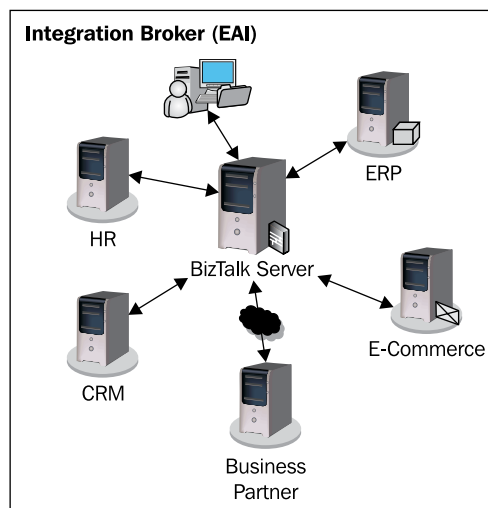 Integration Broker (EAI)
ERP
HR
BizTalk Server
E-Commerce
CRM
Business
Partner